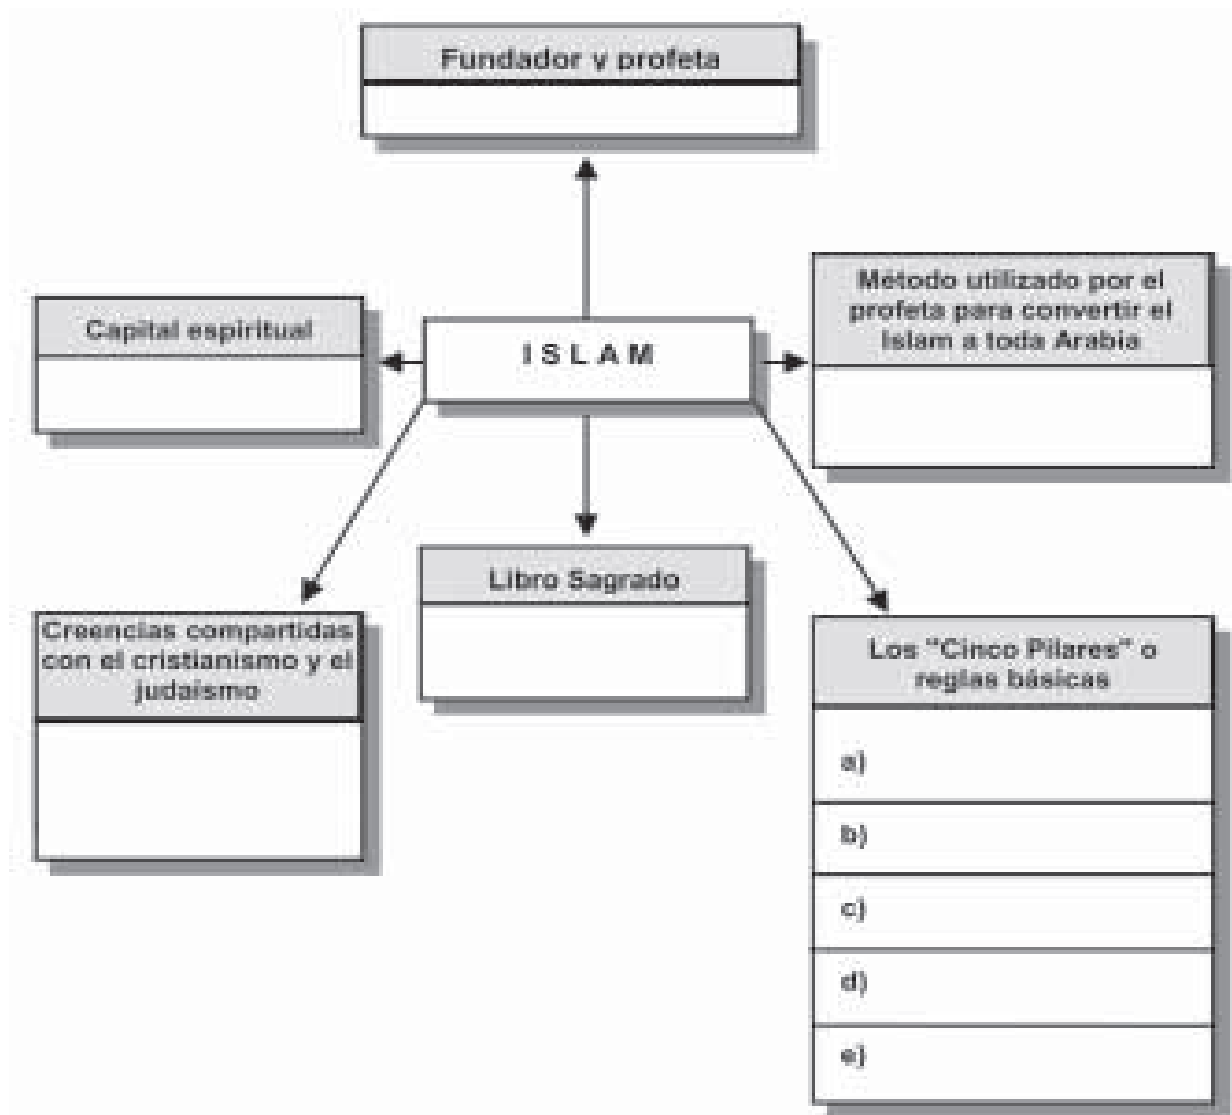 Fundador y profeta
Capital espiritual
I S L A M
Método utilizado por el
profeta para convertir el
Islam a toda Arabia
Creencias compartidas
con el cristianismo y el
judaísmo
Libro Sagrado
Los "Cinco Pilares" o
reglas básicas
a)
b)
c)
d)
e)